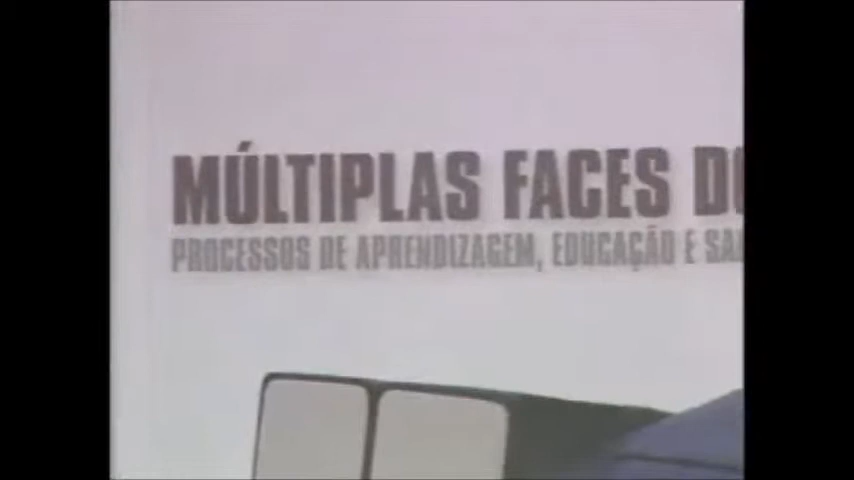 MÚLTIPLAS FACES
PROCESSOS DE APRENDIZAGEM, EDUCAÇÃO E